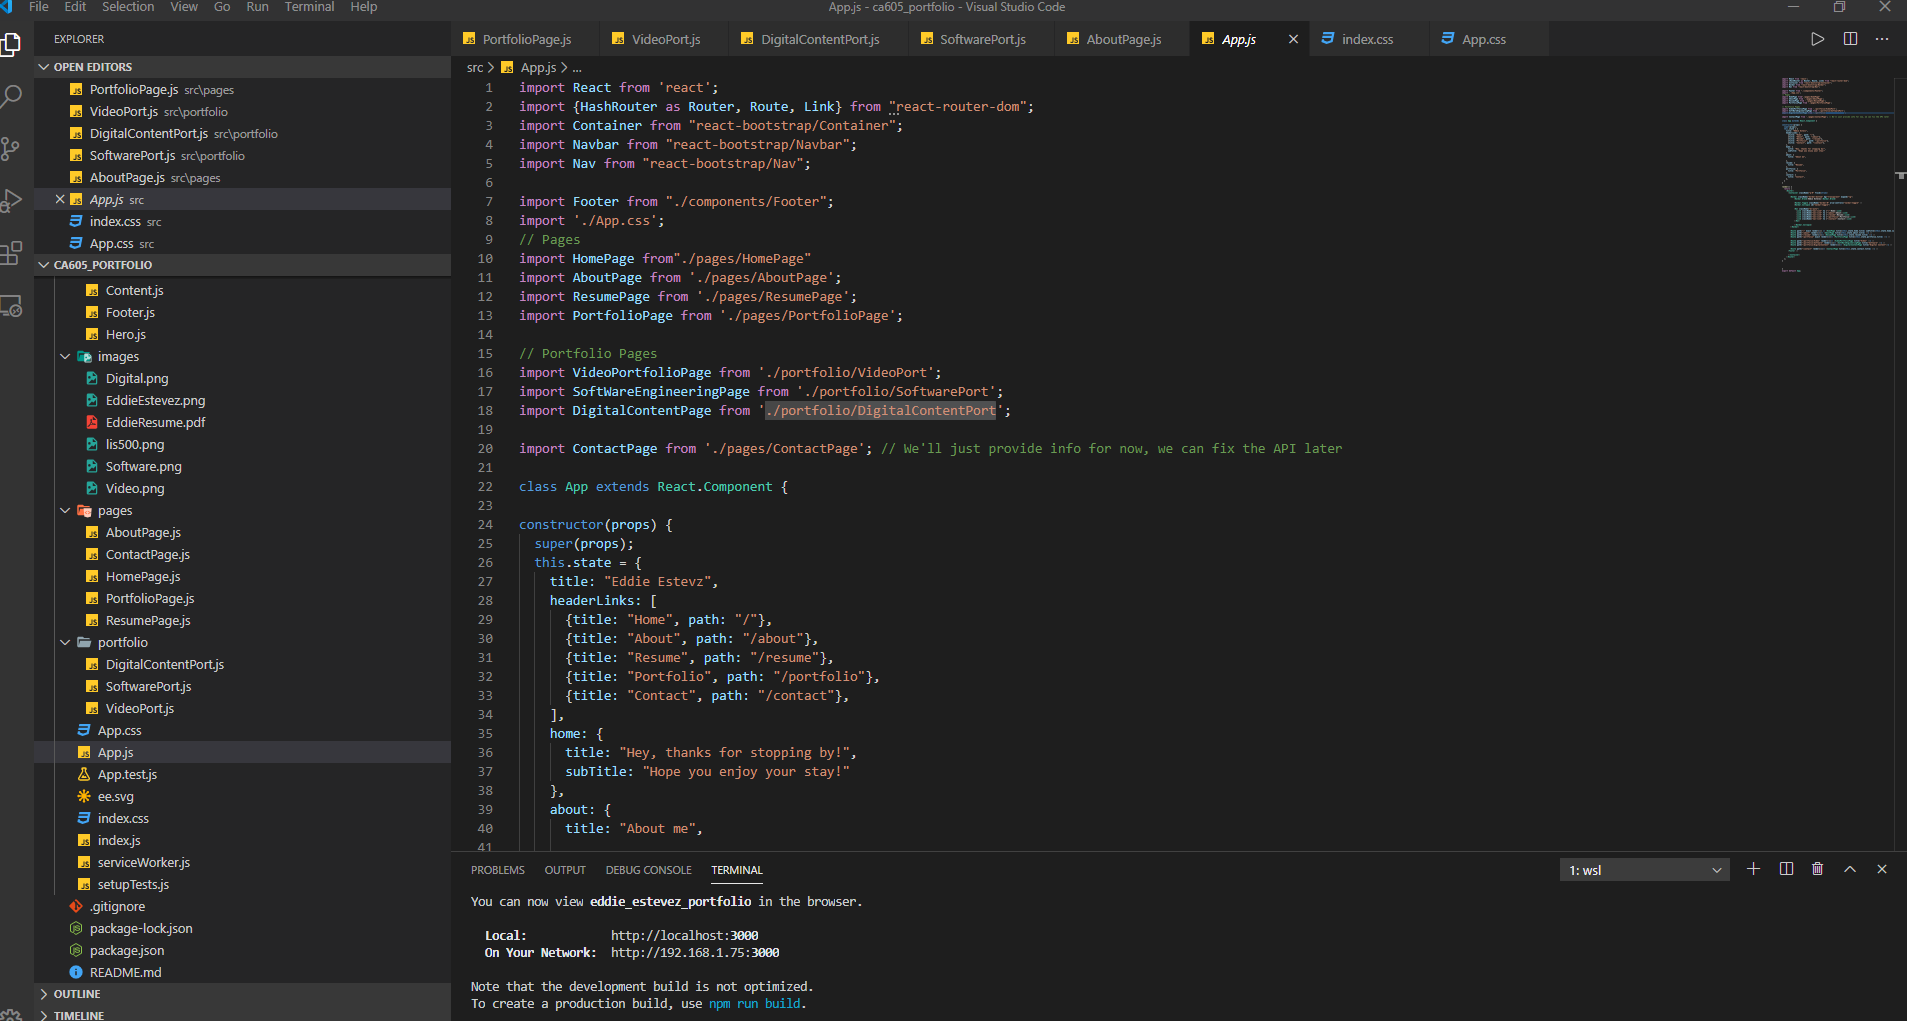 File Edit Selection View Go Run Terminal Help
App.js - ca605_portfolio - Visual Studio Code
EXPLORER
OPEN EDITORS
PortfolioPage.js src\pages
VideoPort.js src\portfolio
DigitalContentPort.js src\portfolio
SoftwarePort.js src\portfolio
AboutPage.js src\pages
App.js src
index.css src
App.css src
CA605_PORTFOLIO
Content.js
Footer.js
Hero.js
images
Digital.png
EddieEstevez.png
EddieResume.pdf
lis500.png
Software.png
Video.png
pages
AboutPage.js
ContactPage.js
HomePage.js
PortfolioPage.js
ResumePage.js
portfolio
DigitalContentPort.js
SoftwarePort.js
VideoPort.js
App.css
App.js
App.test.js
ee.svg
index.css
index.js
serviceWorker.js
setupTests.js
.gitignore
package-lock.json
package.json
README.md
OUTLINE
TIMELINE
PortfolioPage.js VideoPort.js DigitalContentPort.js SoftwarePort.js AboutPage.js App.js index.css App.css
src > App.js > ...
1 import React from 'react';
2 import {HashRouter as Router, Route, Link} from "react-router-dom";
3 import Container from "react-bootstrap/Container";
4 import Navbar from "react-bootstrap/Navbar";
5 import Nav from "react-bootstrap/Nav";
6
7 import Footer from "./components/Footer";
8 import './App.css';
9 // Pages
10 import HomePage from"./pages/HomePage"
11 import AboutPage from './pages/AboutPage';
12 import ResumePage from './pages/ResumePage';
13 import PortfolioPage from './pages/PortfolioPage';
14
15 // Portfolio Pages
16 import VideoPortfolioPage from './portfolio/VideoPort';
17 import SoftWareEngineeringPage from './portfolio/SoftwarePort';
18 import DigitalContentPage from './portfolio/DigitalContentPort';
19
20 import ContactPage from './pages/ContactPage'; // We'll just provide info for now, we can fix the API later
21
22 class App extends React.Component {
23
24 constructor(props) {
25 super(props);
26 this.state = {
27 title: "Eddie Estevz",
28 headerLinks: [
29 {title: "Home", path: "/"},
30 {title: "About", path: "/about"},
31 {title: "Resume", path: "/resume"},
32 {title: "Portfolio", path: "/portfolio"},
33 {title: "Contact", path: "/contact"},
34 ],
35 home: {
36 title: "Hey, thanks for stopping by!",
37 subTitle: "Hope you enjoy your stay!"
38 },
39 about: {
40 title: "About me",
41
PROBLEMS OUTPUT DEBUG CONSOLE TERMINAL
1: wsl
You can now view eddie_estevez_portfolio in the browser.
Local: http://localhost:3000
On Your Network: http://192.168.1.75:3000
Note that the development build is not optimized.
To create a production build, use npm run build.